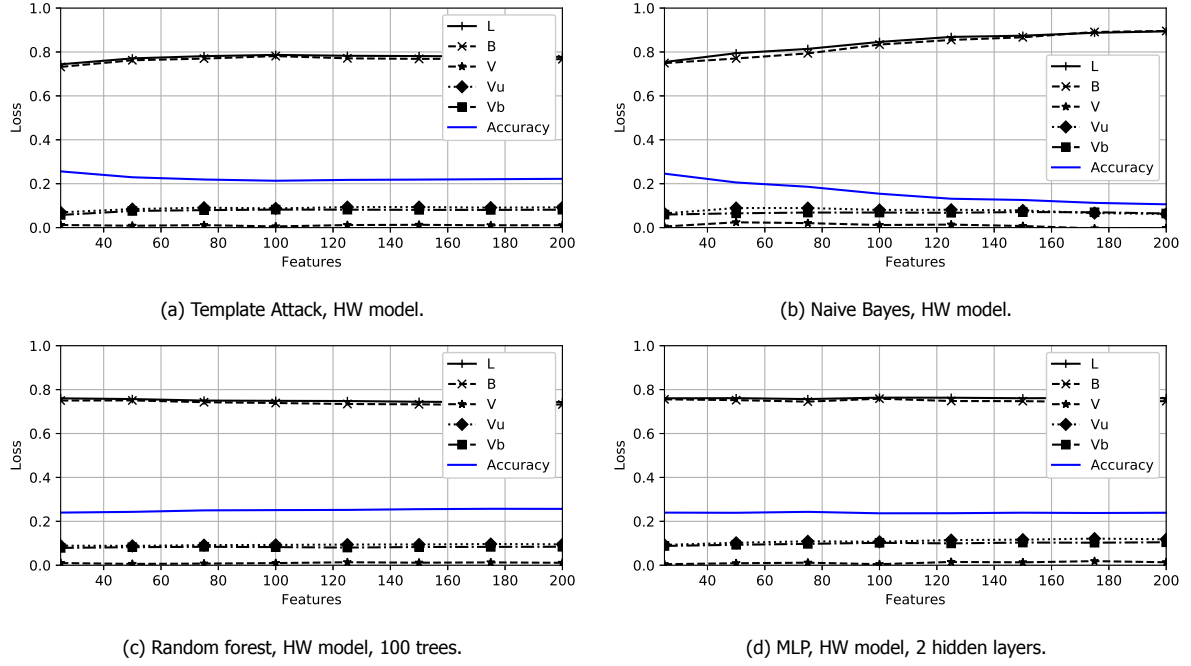 1.0
0.8
0.6
0.4
0.2
0.0
Loss
40 60 80 100 120 140 160 180 200
Features
L
B
V
Vu
Vb
Accuracy
(a) Template Attack, HW model.
1.0
0.8
0.6
0.4
0.2
0.0
Loss
40 60 80 100 120 140 160 180 200
Features
L
B
V
Vu
Vb
Accuracy
(b) Naive Bayes, HW model.
1.0
0.8
0.6
0.4
0.2
0.0
Loss
40 60 80 100 120 140 160 180 200
Features
L
B
V
Vu
Vb
Accuracy
(c) Random forest, HW model, 100 trees.
1.0
0.8
0.6
0.4
0.2
0.0
Loss
40 60 80 100 120 140 160 180 200
Features
L
B
V
Vu
Vb
Accuracy
(d) MLP, HW model, 2 hidden layers.